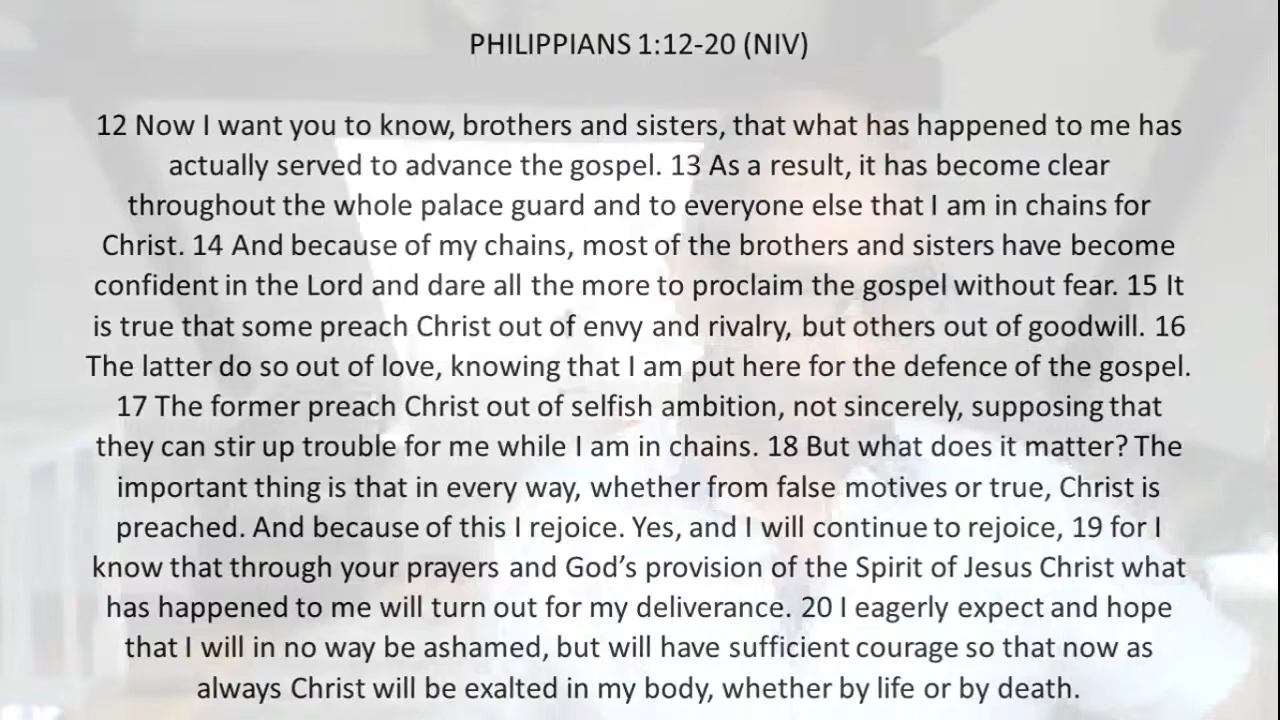 PHILIPPIANS 1:12-20 (NIV)
12 Now I want you to know, brothers and sisters, that what has happened to me has
actually served to advance the gospel. 13 As a result, it has become clear
throughout the whole palace guard and to everyone else that I am in chains for
Christ. 14 And because of my chains, most of the brothers and sisters have become
confident in the Lord and dare all the more to proclaim the gospel without fear. 15 It
is true that some preach Christ out of envy and rivalry, but others out of goodwill. 16
The latter do so out of love, knowing that I am put here for the defence of the gospel.
17 The former preach Christ out of selfish ambition, not sincerely, supposing that
they can stir up trouble for me while I am in chains. 18 But what does it matter? The
important thing is that in every way, whether from false motives or true, Christ is
preached. And because of this I rejoice. Yes, and I will continue to rejoice, 19 for I
know that through your prayers and God’s provision of the Spirit of Jesus Christ what
has happened to me will turn out for my deliverance. 20 I eagerly expect and hope
that I will in no way be ashamed, but will have sufficient courage so that now as
always Christ will be exalted in my body, whether by life or by death.